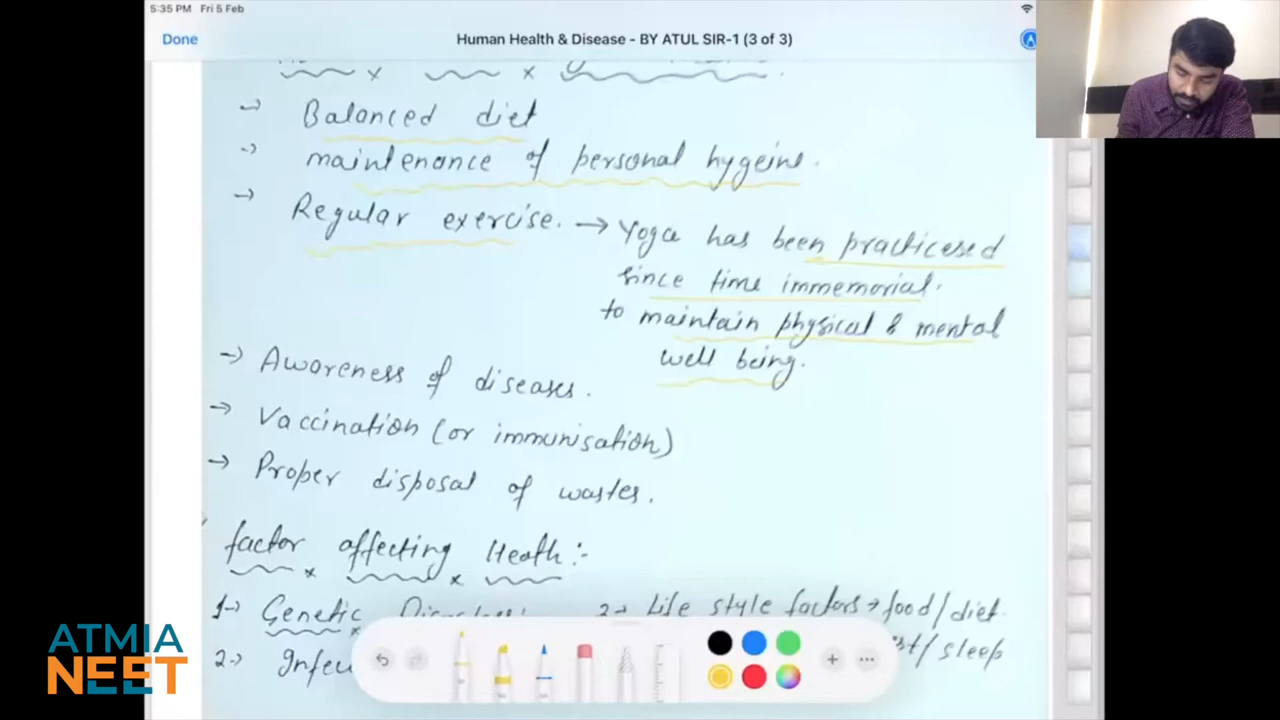 5:35 PM Fri 5 Feb
Done
Human Health & Disease - BY ATUL SIR-1 (3 of 3)
→ Balanced diet
→ maintenance of personal hygeine.
→ Regular exercise. → Yoga has been practicesed
since time immemorial.
to maintain physical & mental
well being.
→ Awareness of diseases.
→ Vaccination (or immunisation)
→ Proper disposal of wastes.
factor affecting Heath:-
1→ Genetic
Life style factors → food/diet
2→
/sleep
ATMIA
NEET